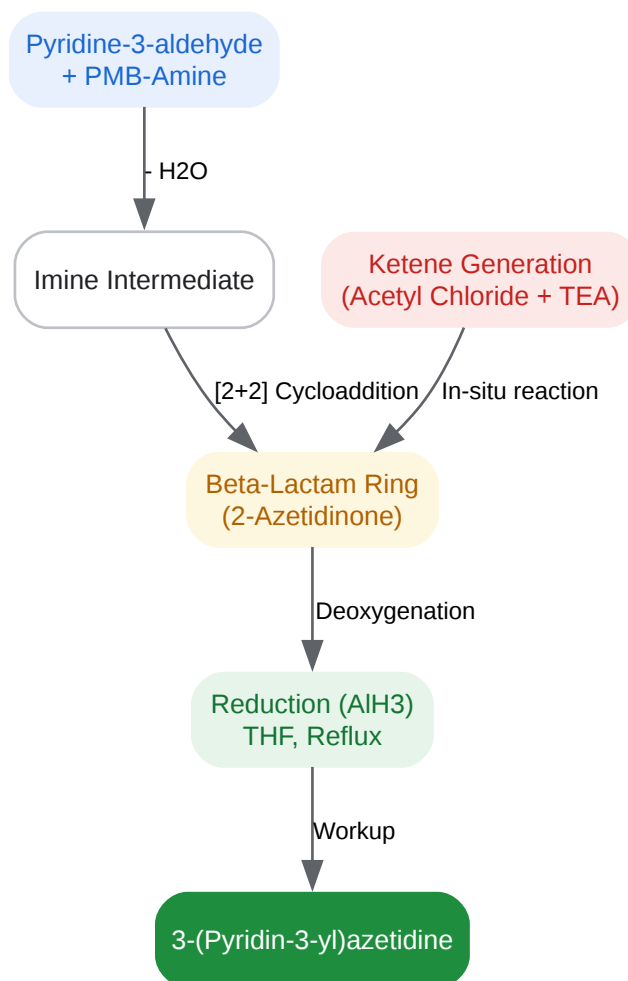 Pyridine-3-aldehyde
+ PMB-Amine
- H2O
Imine Intermediate
Ketene Generation
(Acetyl Chloride + TEA)
[2+2] Cycloaddition
In-situ reaction
Beta-Lactam Ring
(2-Azetidinone)
Deoxygenation
Reduction (AlH3)
THF, Reflux
Workup
3-(Pyridin-3-yl)azetidine